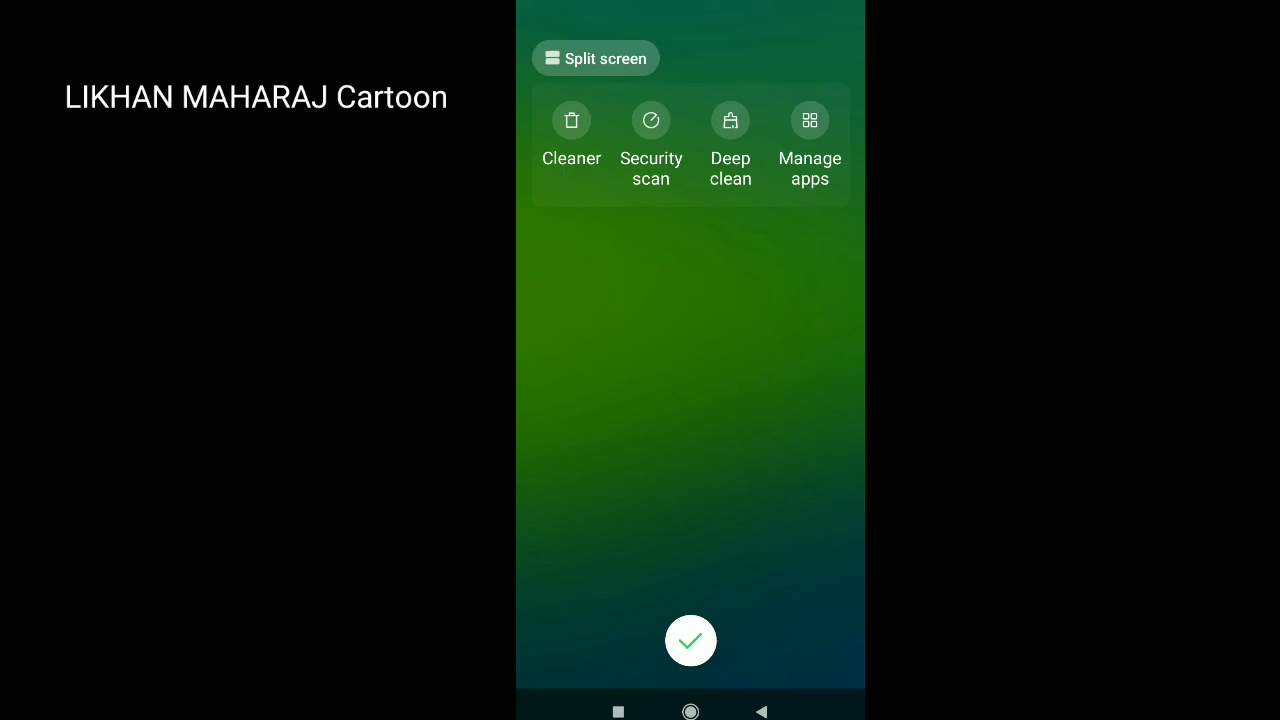 LIKHAN MAHARAJ Cartoon
Split screen
Cleaner
Security
scan
Deep
clean
Manage
apps